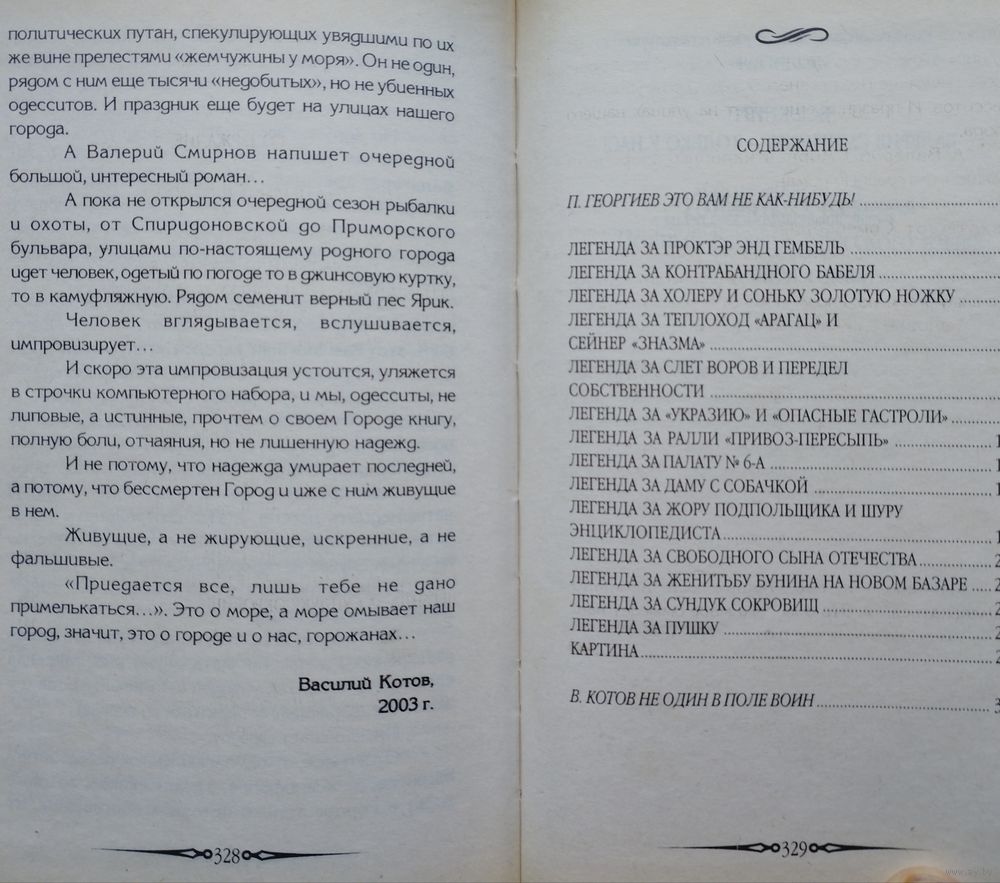 политических путан, спекулирующих увядшими по их
же вине прелестями «жемчужины у моря». Он не один,
рядом с ним еще тысячи «недобитых», но не убиенных
одесситов. И праздник еще будет на улицах нашего
города.
А Валерий Смирнов напишет очередной
большой, интересный роман...
А пока не открылся очередной сезон рыбалки
и охоты, от Спиридоновской до Приморского
бульвара, улицами по-настоящему родного города
идет человек, одетый по погоде то в джинсовую куртку,
то в камуфляжную. Рядом семенит верный пес Ярик.
Человек вглядывается, вслушивается,
импровизирует...
И скоро эта импровизация устоится, уляжется
в строчки компьютерного набора, и мы, одесситы, не
липовые, а истинные, прочтем о своем Городе книгу,
полную боли, отчаяния, но не лишенную надежд.
И не потому, что надежда умирает последней,
а потому, что бессмертен Город и иже с ним живущие
в нем.
Живущие, а не жирующие, искренние, а не
фальшивые.
«Приедается все, лишь тебе не дано
примелькаться...». Это о море, а море омывает наш
город, значит, это о городе и о нас, горожанах...
Василий Котов,
2003 г.
328
СОДЕРЖАНИЕ
П. ГЕОРГИЕВ ЭТО ВАМ НЕ КАК-НИБУДЬ!
ЛЕГЕНДА ЗА ПРОКТЭР ЭНД ГЕМБЕЛЬ
ЛЕГЕНДА ЗА КОНТРАБАНДНОГО БАБЕЛЯ
ЛЕГЕНДА ЗА ХОЛЕРУ И СОНЬКУ ЗОЛОТУЮ НОЖКУ
ЛЕГЕНДА ЗА ТЕПЛОХОД «АРАГАЦ» И
СЕЙНЕР «ЗНАЗМА»
ЛЕГЕНДА ЗА СЛЕТ ВОРОВ И ПЕРЕДЕЛ
СОБСТВЕННОСТИ
ЛЕГЕНДА ЗА «УКРАЗИЮ» И «ОПАСНЫЕ ГАСТРОЛИ»
ЛЕГЕНДА ЗА РАЛЛИ «ПРИВОЗ-ПЕРЕСЫПЬ»
ЛЕГЕНДА ЗА ПАЛАТУ № 6-А
ЛЕГЕНДА ЗА ДАМУ С СОБАЧКОЙ
ЛЕГЕНДА ЗА ЖОРУ ПОДПОЛЬЩИКА И ШУРУ
ЭНЦИКЛОПЕДИСТА
ЛЕГЕНДА ЗА СВОБОДНОГО СЫНА ОТЕЧЕСТВА
ЛЕГЕНДА ЗА ЖЕНИТЬБУ БУНИНА НА НОВОМ БАЗАРЕ
ЛЕГЕНДА ЗА СУНДУК СОКРОВИЩ
ЛЕГЕНДА ЗА ПУШКУ
КАРТИНА
В. КОТОВ НЕ ОДИН В ПОЛЕ ВОИН
329